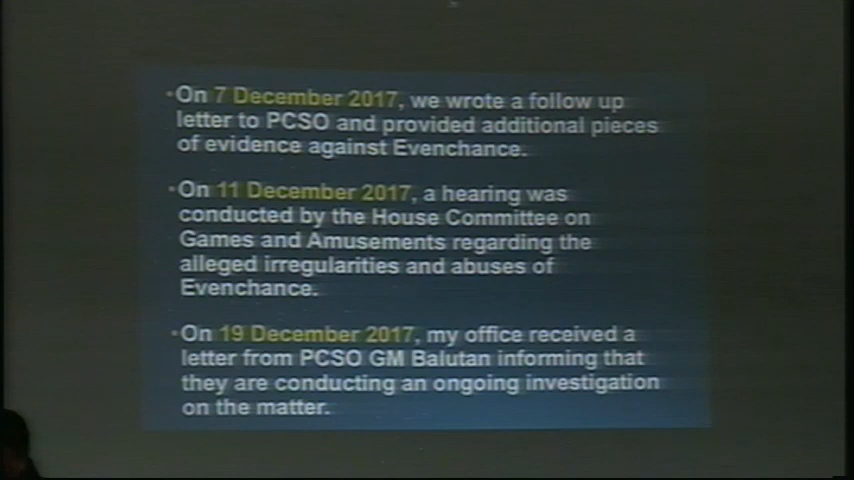 •On 7 December 2017, we wrote a follow up
letter to PCSO and provided additional pieces
of evidence against Evenchance.
•On 11 December 2017, a hearing was
conducted by the House Committee on
Games and Amusements regarding the
alleged irregularities and abuses of
Evenchance.
•On 19 December 2017, my office received a
letter from PCSO GM Balutan informing that
they are conducting an ongoing investigation
on the matter.